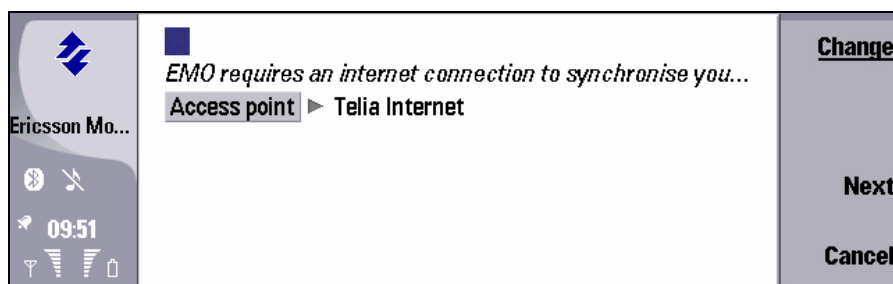 Ericsson Mo...
09:51
EMO requires an internet connection to synchronise you...
Access point Telia Internet
Change
Next
Cancel